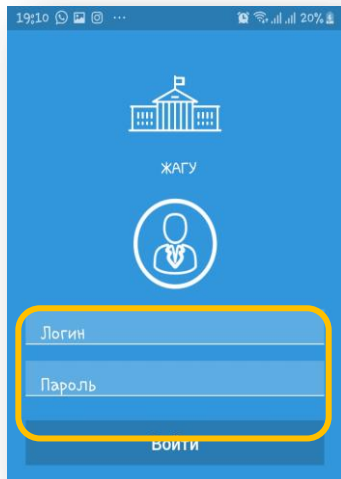 19:10 ... 20%
ЖАГУ
Логин
Пароль
Войти